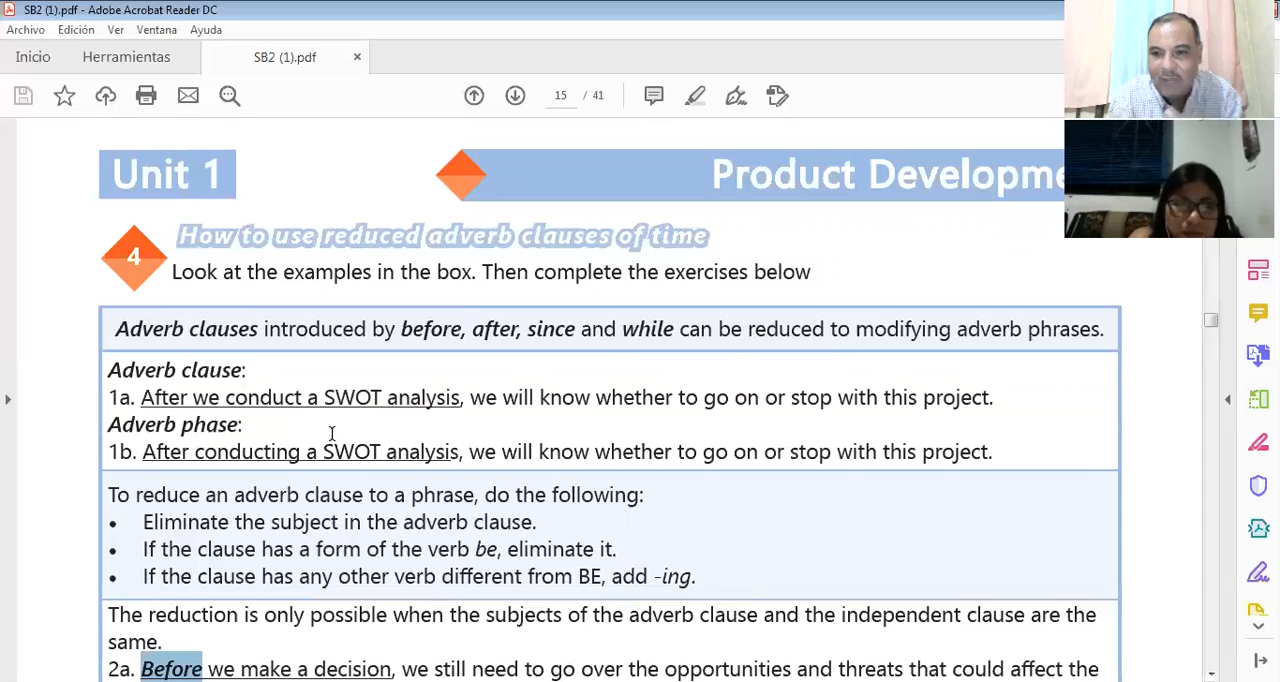 SB2 (1).pdf - Adobe Acrobat Reader DC
Archivo Edición Ver Ventana Ayuda
Inicio Herramientas SB2 (1).pdf ×
15 / 41
Unit 1 Product Developm
4 How to use reduced adverb clauses of time
Look at the examples in the box. Then complete the exercises below
Adverb clauses introduced by before, after, since and while can be reduced to modifying adverb phrases.
Adverb clause:
1a. After we conduct a SWOT analysis, we will know whether to go on or stop with this project.
Adverb phase:
1b. After conducting a SWOT analysis, we will know whether to go on or stop with this project.
To reduce an adverb clause to a phrase, do the following:
• Eliminate the subject in the adverb clause.
• If the clause has a form of the verb be, eliminate it.
• If the clause has any other verb different from BE, add -ing.
The reduction is only possible when the subjects of the adverb clause and the independent clause are the
same.
2a. Before we make a decision, we still need to go over the opportunities and threats that could affect the